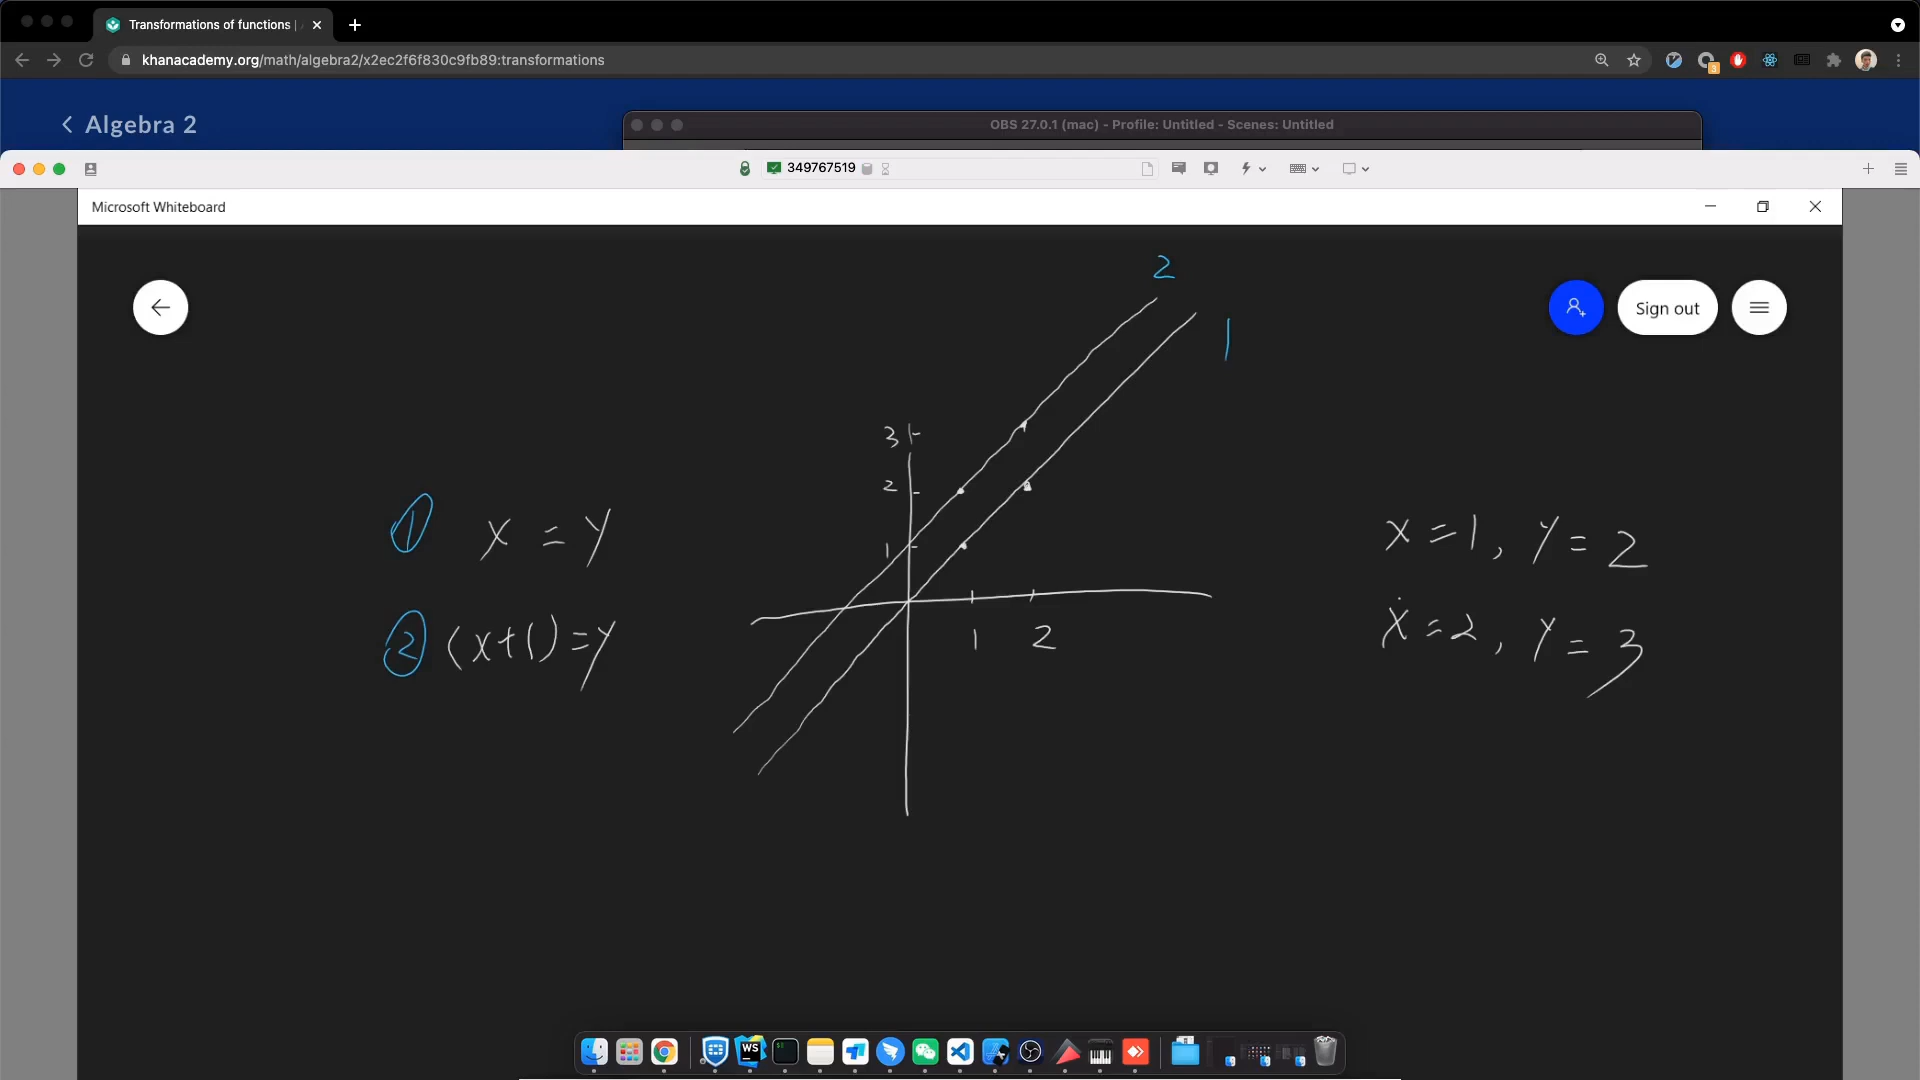 Transformations of functions |
khanacademy.org/math/algebra2/x2ec2f6f830c9fb89:transformations
3
Algebra 2
OBS 27.0.1 (mac) - Profile: Untitled - Scenes: Untitled
349767519
Microsoft Whiteboard
Sign out
2
1
3
2
1
1 2
① x = y
② (x+1)=y
x = 1, y = 2
x = 2, y = 3
WS